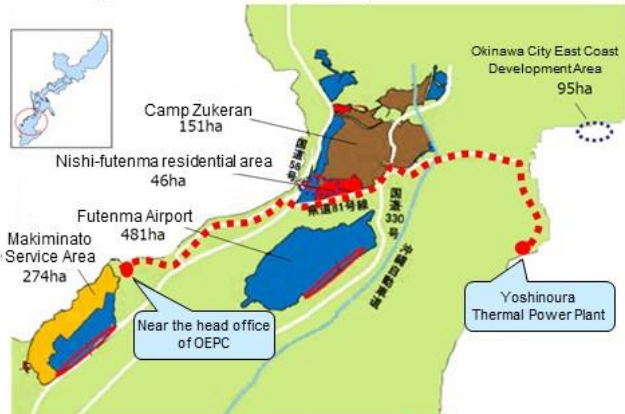 Okinawa City East Coast
Development Area
95ha
Camp Zukeran
151ha
国道58号
Nishi-futenma residential area
46ha
県道81号線
国道330号
Futenma Airport
481ha
Makiminato
Service Area
274ha
Near the head office
of OEPC
Yoshinoura
Thermal Power Plant